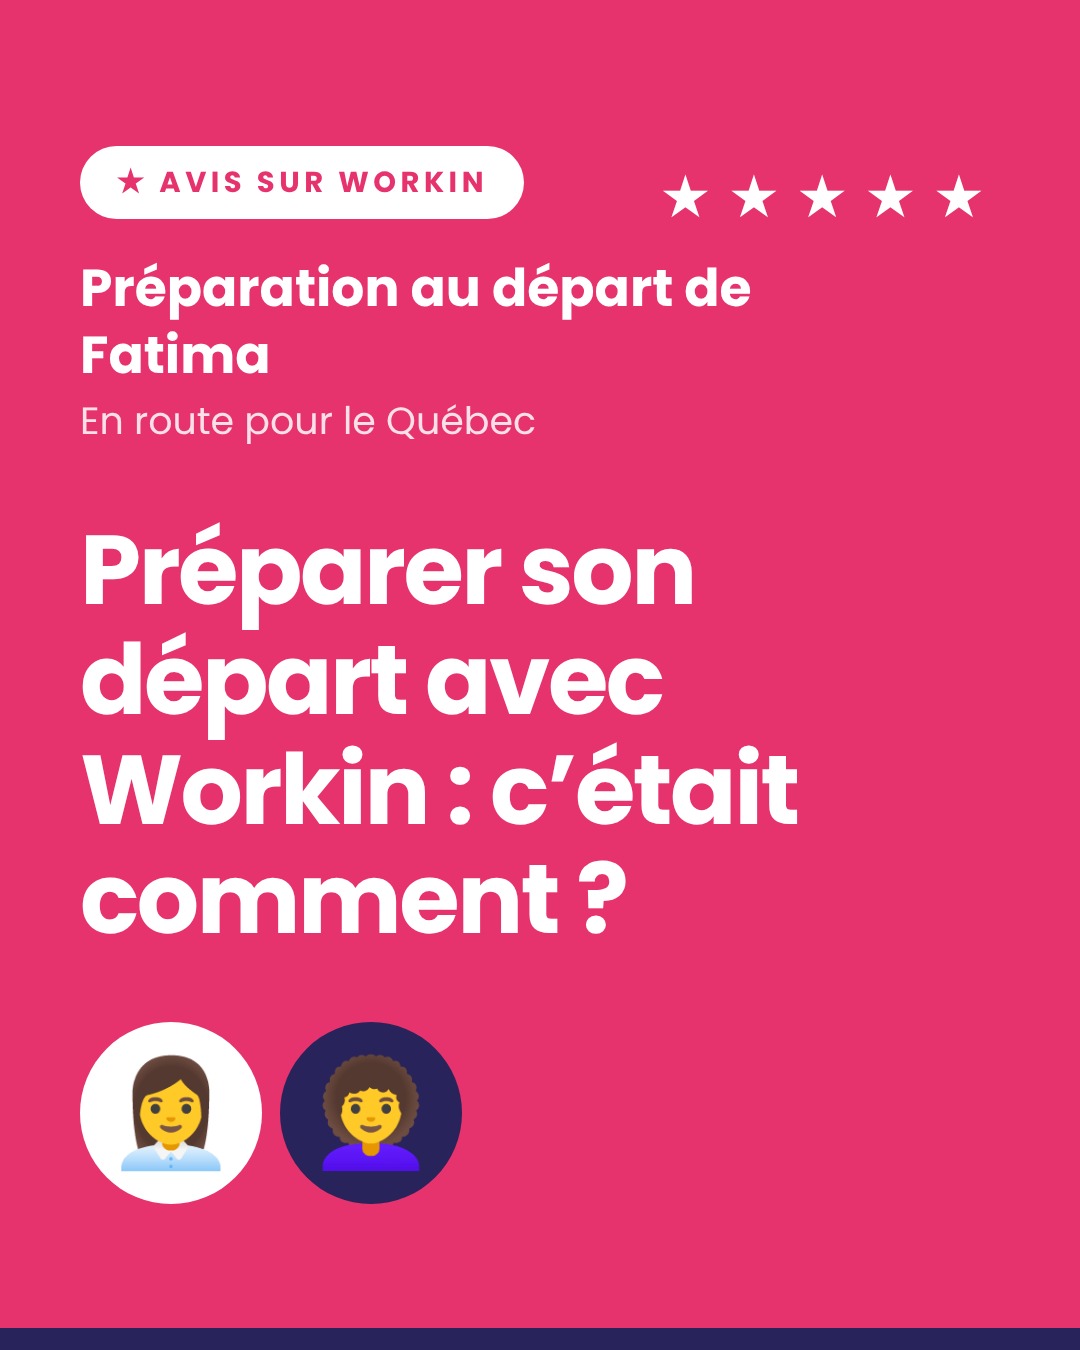 ★ AVIS SUR WORKIN
★ ★ ★ ★ ★
Préparation au départ de
Fatima
En route pour le Québec
Préparer son
départ avec
Workin : c’était
comment ?